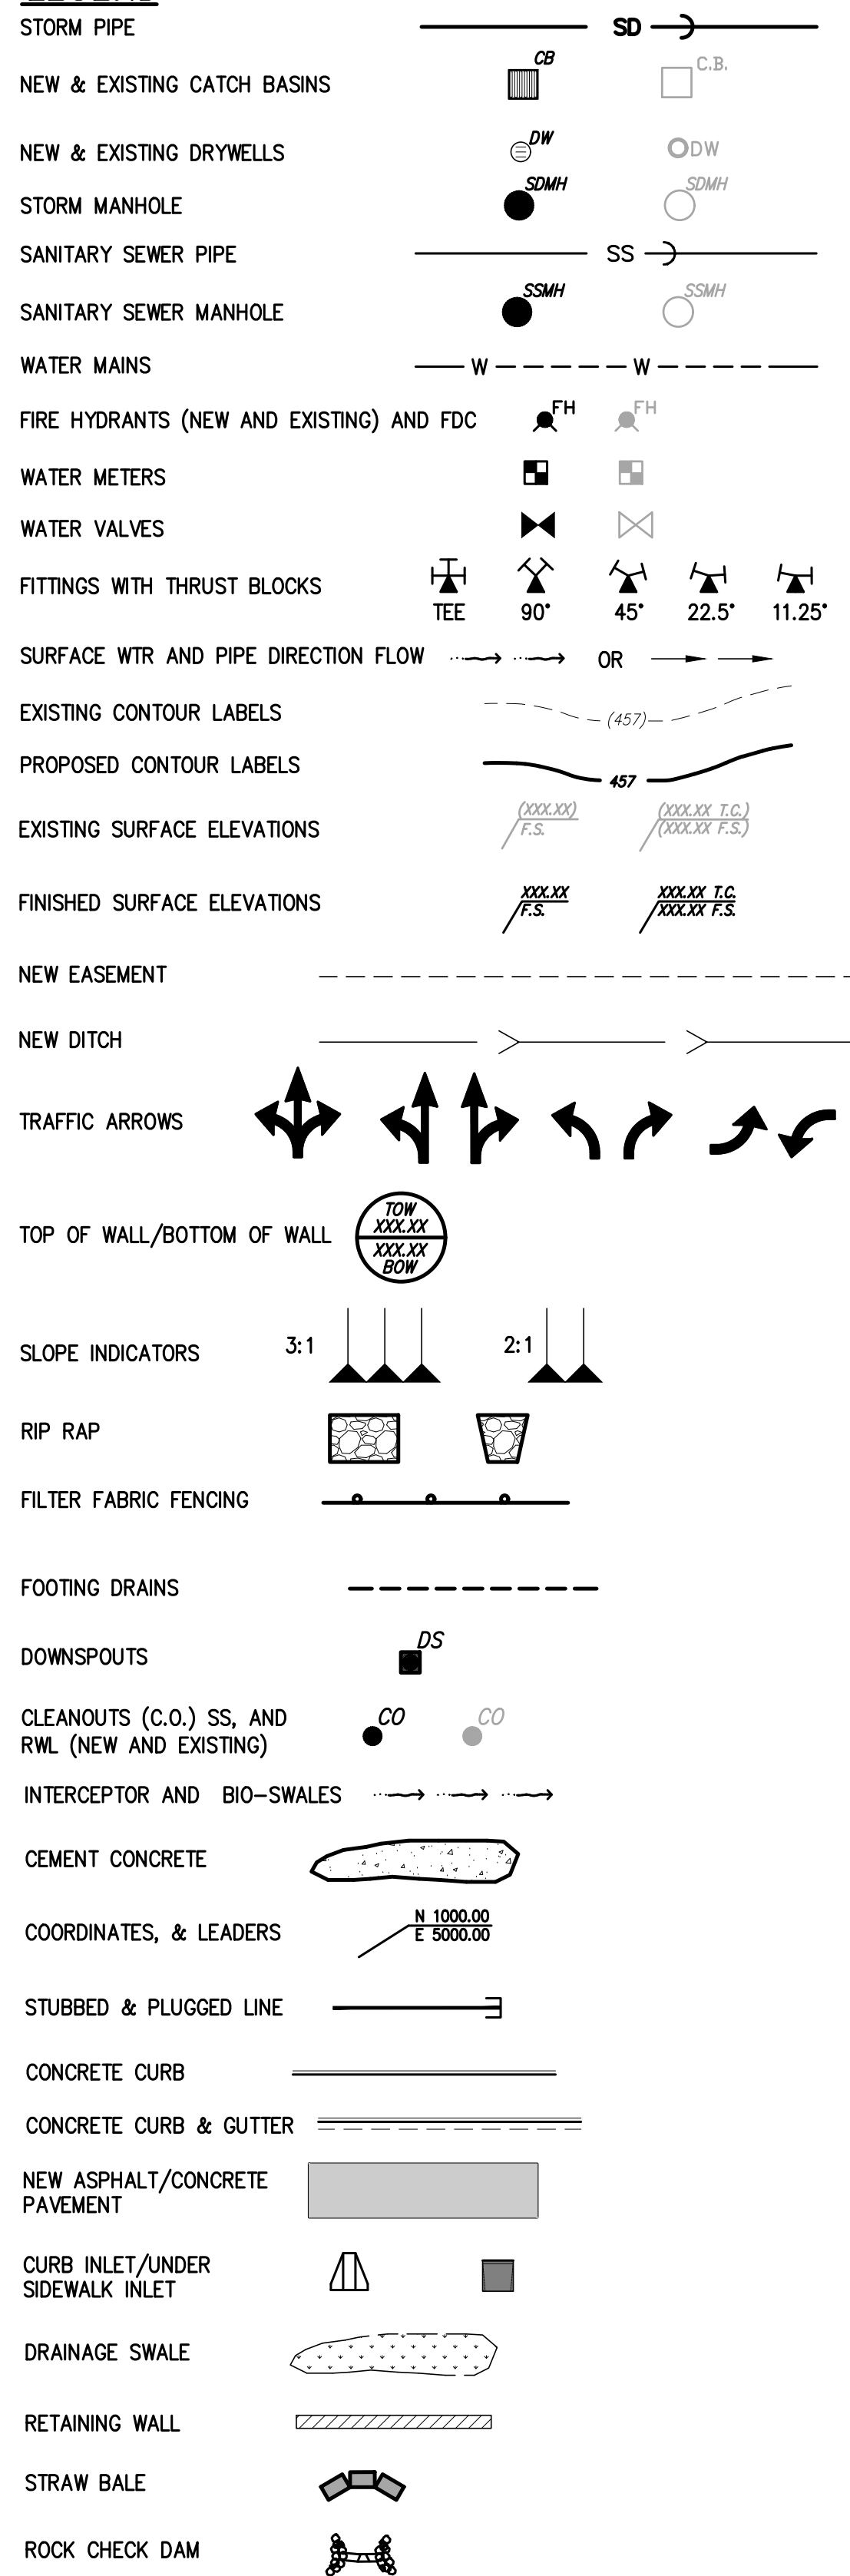 LEGEND
STORM PIPE SD
NEW & EXISTING CATCH BASINS CB C.B.
NEW & EXISTING DRYWELLS DW DW
STORM MANHOLE SDMH SDMH
SANITARY SEWER PIPE SS
SANITARY SEWER MANHOLE SSMH SSMH
WATER MAINS W W
FIRE HYDRANTS (NEW AND EXISTING) AND FDC FH FH
WATER METERS
WATER VALVES
FITTINGS WITH THRUST BLOCKS
TEE 90° 45° 22.5° 11.25°
SURFACE WTR AND PIPE DIRECTION FLOW OR
EXISTING CONTOUR LABELS (457)
PROPOSED CONTOUR LABELS 457
EXISTING SURFACE ELEVATIONS (XXX.XX) (XXX.XX T.C.)
F.S. (XXX.XX F.S.)
FINISHED SURFACE ELEVATIONS XXX.XX XXX.XX T.C.
F.S. XXX.XX F.S.
NEW EASEMENT
NEW DITCH
TRAFFIC ARROWS
TOP OF WALL/BOTTOM OF WALL
TOW
XXX.XX
XXX.XX
BOW
SLOPE INDICATORS 3:1 2:1
RIP RAP
FILTER FABRIC FENCING
FOOTING DRAINS
DOWNSPOUTS DS
CLEANOUTS (C.O.) SS, AND CO CO
RWL (NEW AND EXISTING)
INTERCEPTOR AND BIO-SWALES
CEMENT CONCRETE
COORDINATES, & LEADERS N 1000.00
E 5000.00
STUBBED & PLUGGED LINE
CONCRETE CURB
CONCRETE CURB & GUTTER
NEW ASPHALT/CONCRETE
PAVEMENT
CURB INLET/UNDER
SIDEWALK INLET
DRAINAGE SWALE
RETAINING WALL
STRAW BALE
ROCK CHECK DAM